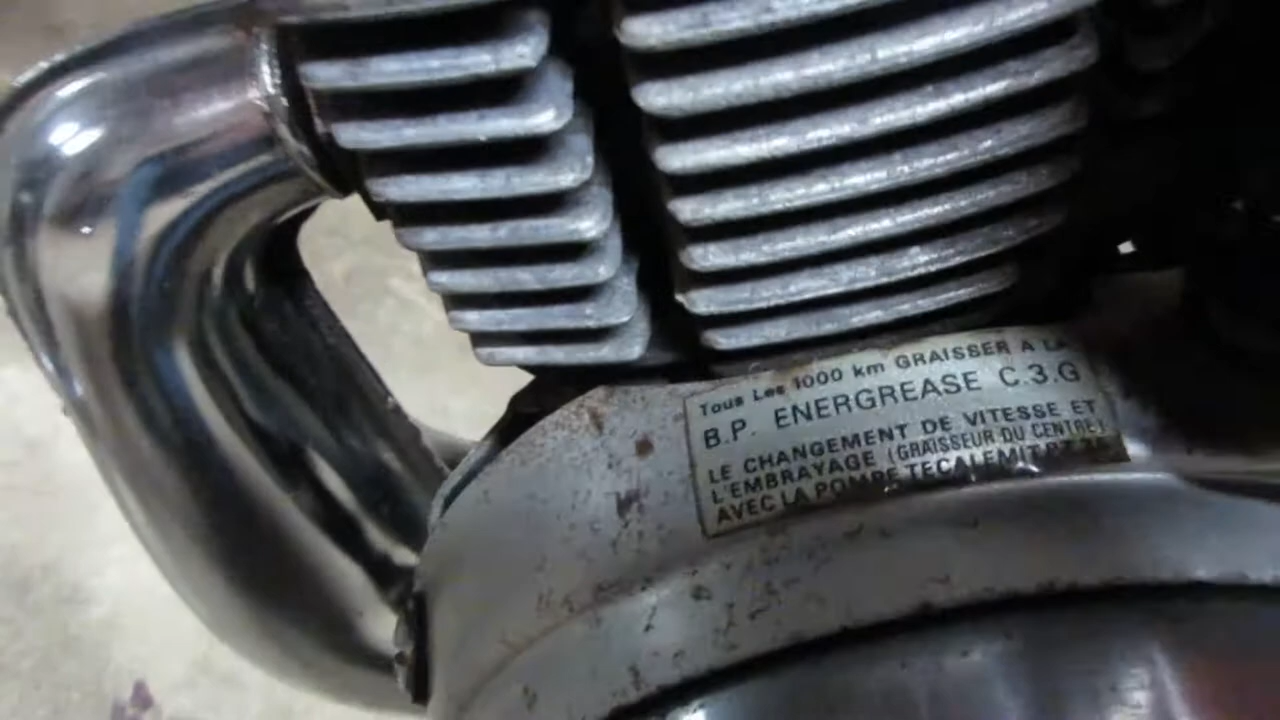 Tous Les 1000 km GRAISSER A LA
B.P. ENERGREASE C.3.G
LE CHANGEMENT DE VITESSE ET
L'EMBRAYAGE (GRAISSEUR DU CENTRE)
AVEC LA POMPE TECALEMIT